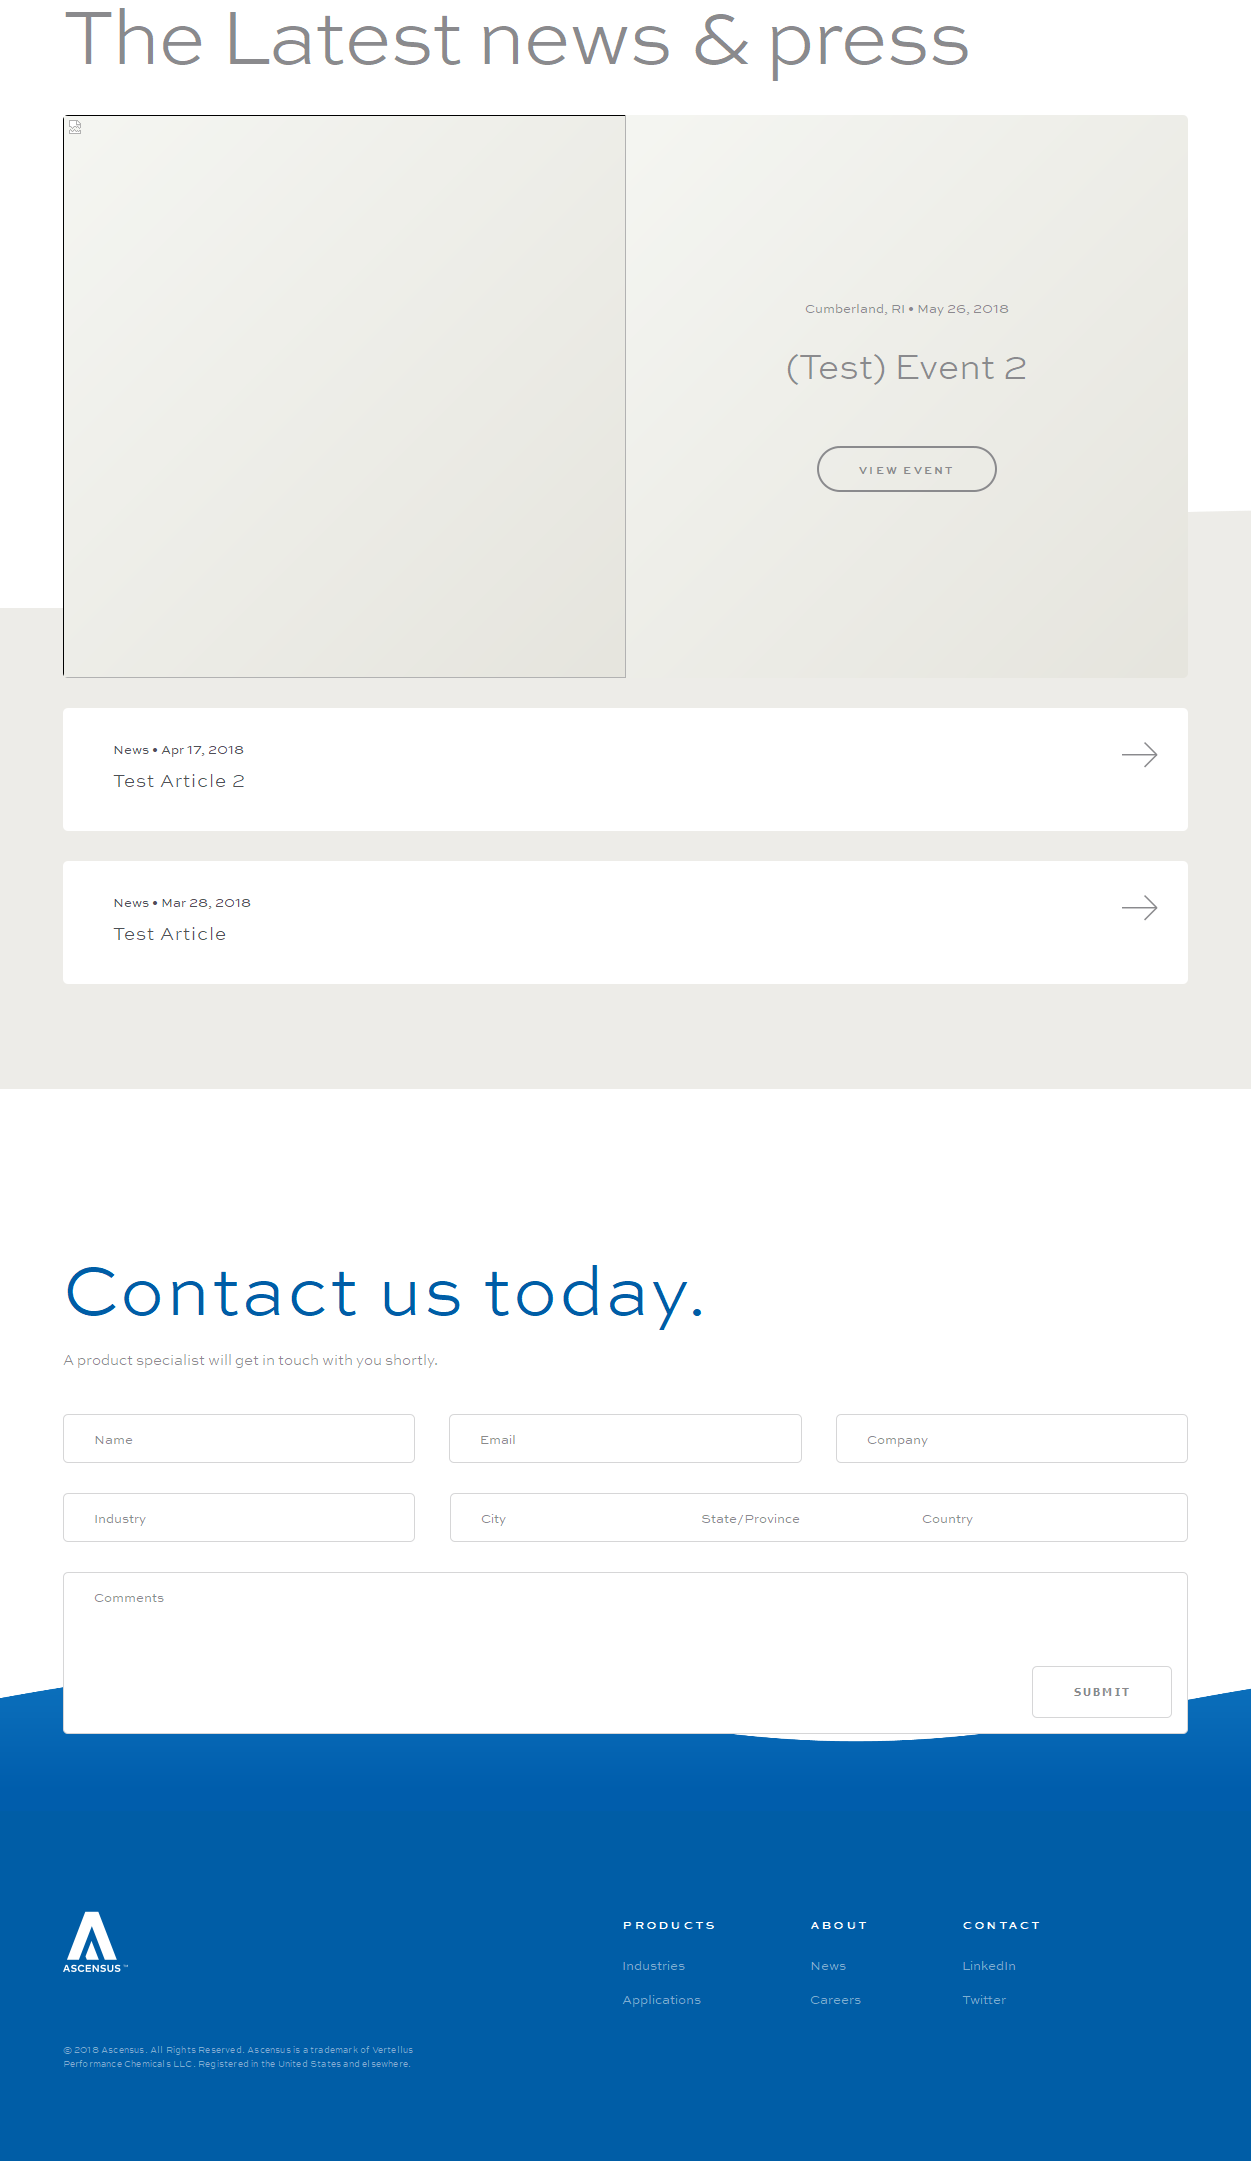 The Latest news & press
Cumberland, RI • May 26, 2018
(Test) Event 2
VIEW EVENT
News • Apr 17, 2018
Test Article 2
News • Mar 28, 2018
Test Article
Contact us today.
A product specialist will get in touch with you shortly.
Name Email Company
Industry City State/Province Country
Comments
SUBMIT
ASCENSUS™
PRODUCTS ABOUT CONTACT
Industries News LinkedIn
Applications Careers Twitter
© 2018 Ascensus. All Rights Reserved. Ascensus is a trademark of Vertellus
Performance Chemicals LLC. Registered in the United States and elsewhere.